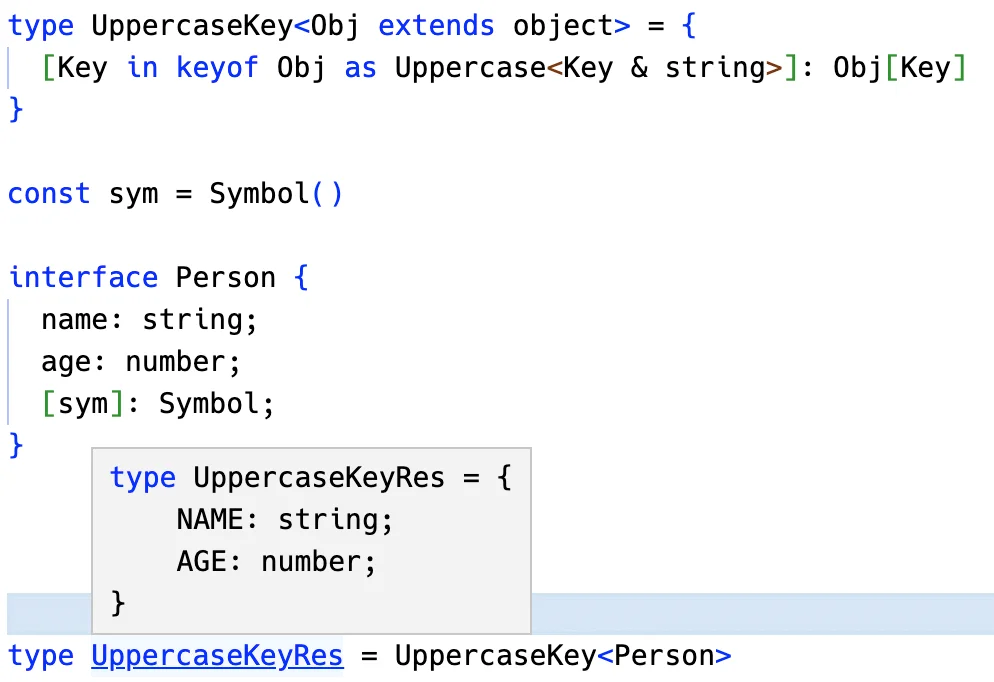 type UppercaseKey<Obj extends object> = {
  [Key in keyof Obj as Uppercase<Key & string>]: Obj[Key]
}
const sym = Symbol()
interface Person {
  name: string;
  age: number;
  [sym]: Symbol;
}
type UppercaseKeyRes = {
    NAME: string;
    AGE: number;
}
type UppercaseKeyRes = UppercaseKey<Person>